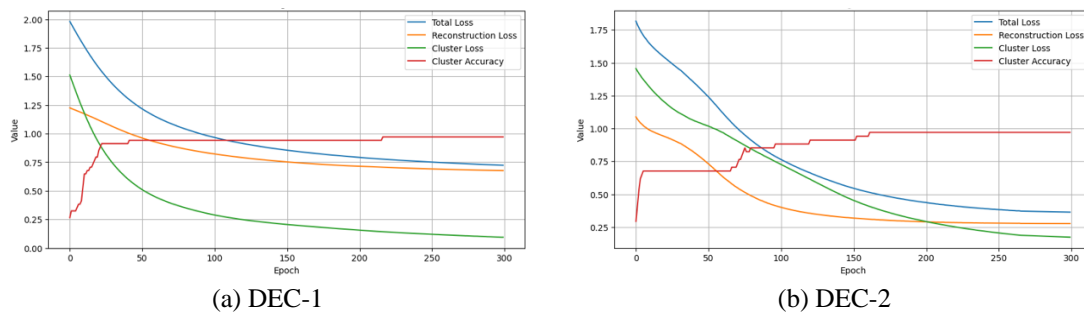 2.00
1.75
1.50
1.25
1.00
0.75
0.50
0.25
0.00
Value
0
50
100
150
200
250
300
Epoch
Total Loss
Reconstruction Loss
Cluster Loss
Cluster Accuracy
(a) DEC-1
1.75
1.50
1.25
1.00
0.75
0.50
0.25
Value
0
50
100
150
200
250
300
Epoch
Total Loss
Reconstruction Loss
Cluster Loss
Cluster Accuracy
(b) DEC-2